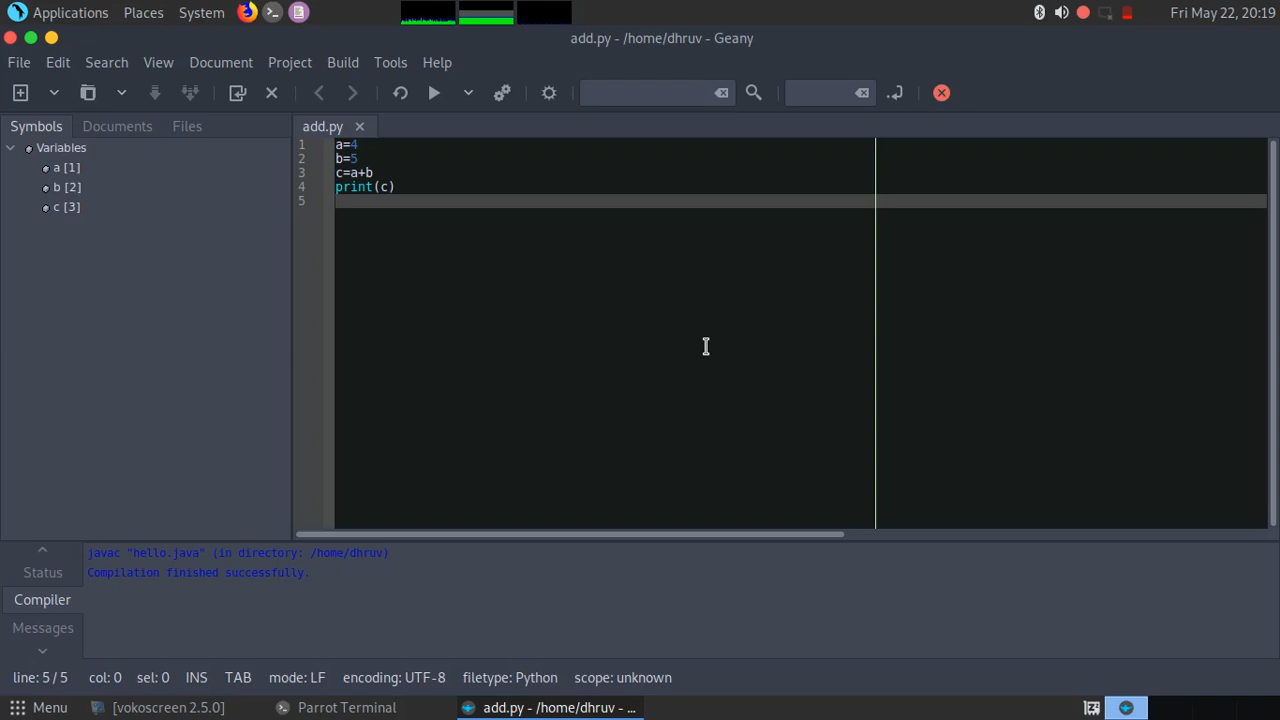 Applications Places System Fri May 22, 20:19
add.py - /home/dhruv - Geany
File Edit Search View Document Project Build Tools Help
Symbols Documents Files
add.py
Variables
a [1]
b [2]
c [3]
1 a=4
2 b=5
3 c=a+b
4 print(c)
5
Status
Compiler
Messages
javac "hello.java" (in directory: /home/dhruv)
Compilation finished successfully.
line: 5 / 5 col: 0 sel: 0 INS TAB mode: LF encoding: UTF-8 filetype: Python scope: unknown
Menu [vokoscreen 2.5.0] Parrot Terminal add.py - /home/dhruv - ...